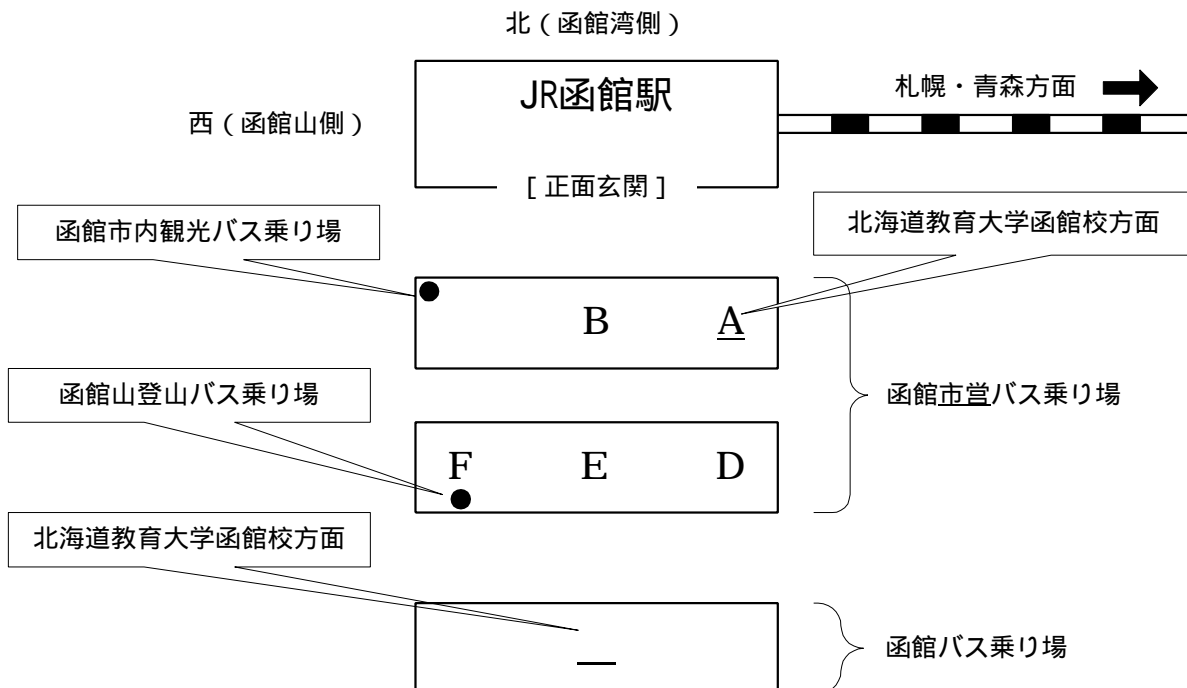 北（函館湾側）
JR函館駅
札幌・青森方面
西（函館山側）
[ 正面玄関 ]
函館市内観光バス乗り場
北海道教育大学函館校方面
B
A
函館山登山バス乗り場
函館市営バス乗り場
F
E
D
北海道教育大学函館校方面
函館バス乗り場